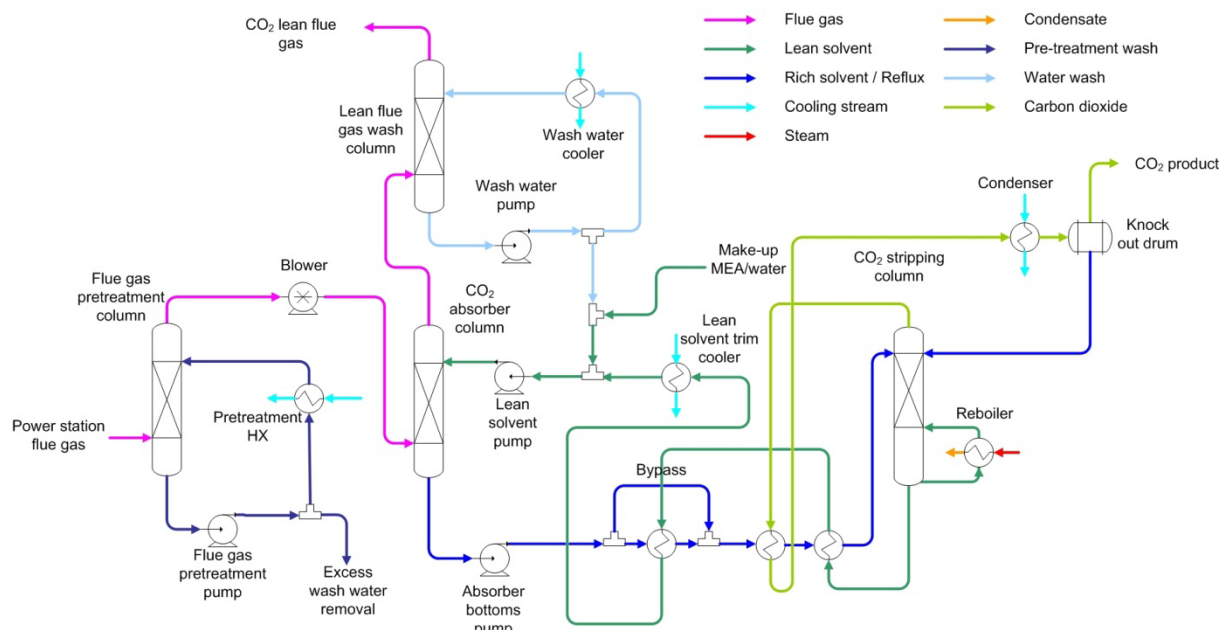 CO₂ lean flue
gas
Flue gas
Condensate
Lean solvent
Pre-treatment wash
Rich solvent / Reflux
Water wash
Cooling stream
Carbon dioxide
Steam
Lean flue
gas wash
column
Wash water
cooler
Wash water
pump
CO₂ product
Condenser
Knock
out drum
Make-up
MEA/water
CO₂ stripping
column
Flue gas
pretreatment
column
Blower
CO₂
absorber
column
Lean
solvent trim
cooler
Lean
solvent
pump
Power station
flue gas
Pretreatment
HX
Reboiler
Bypass
Flue gas
pretreatment
pump
Excess
wash water
removal
Absorber
bottoms
pump